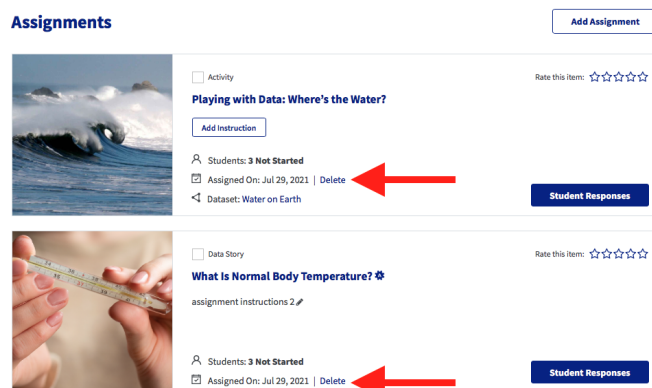 Assignments
Add Assignment
Activity
Rate this item:
Playing with Data: Where's the Water?
Add Instruction
Students: 3 Not Started
Assigned On: Jul 29, 2021 | Delete
Dataset: Water on Earth
Student Responses
Data Story
Rate this item:
What Is Normal Body Temperature?
assignment instructions 2
Students: 3 Not Started
Assigned On: Jul 29, 2021 | Delete
Student Responses